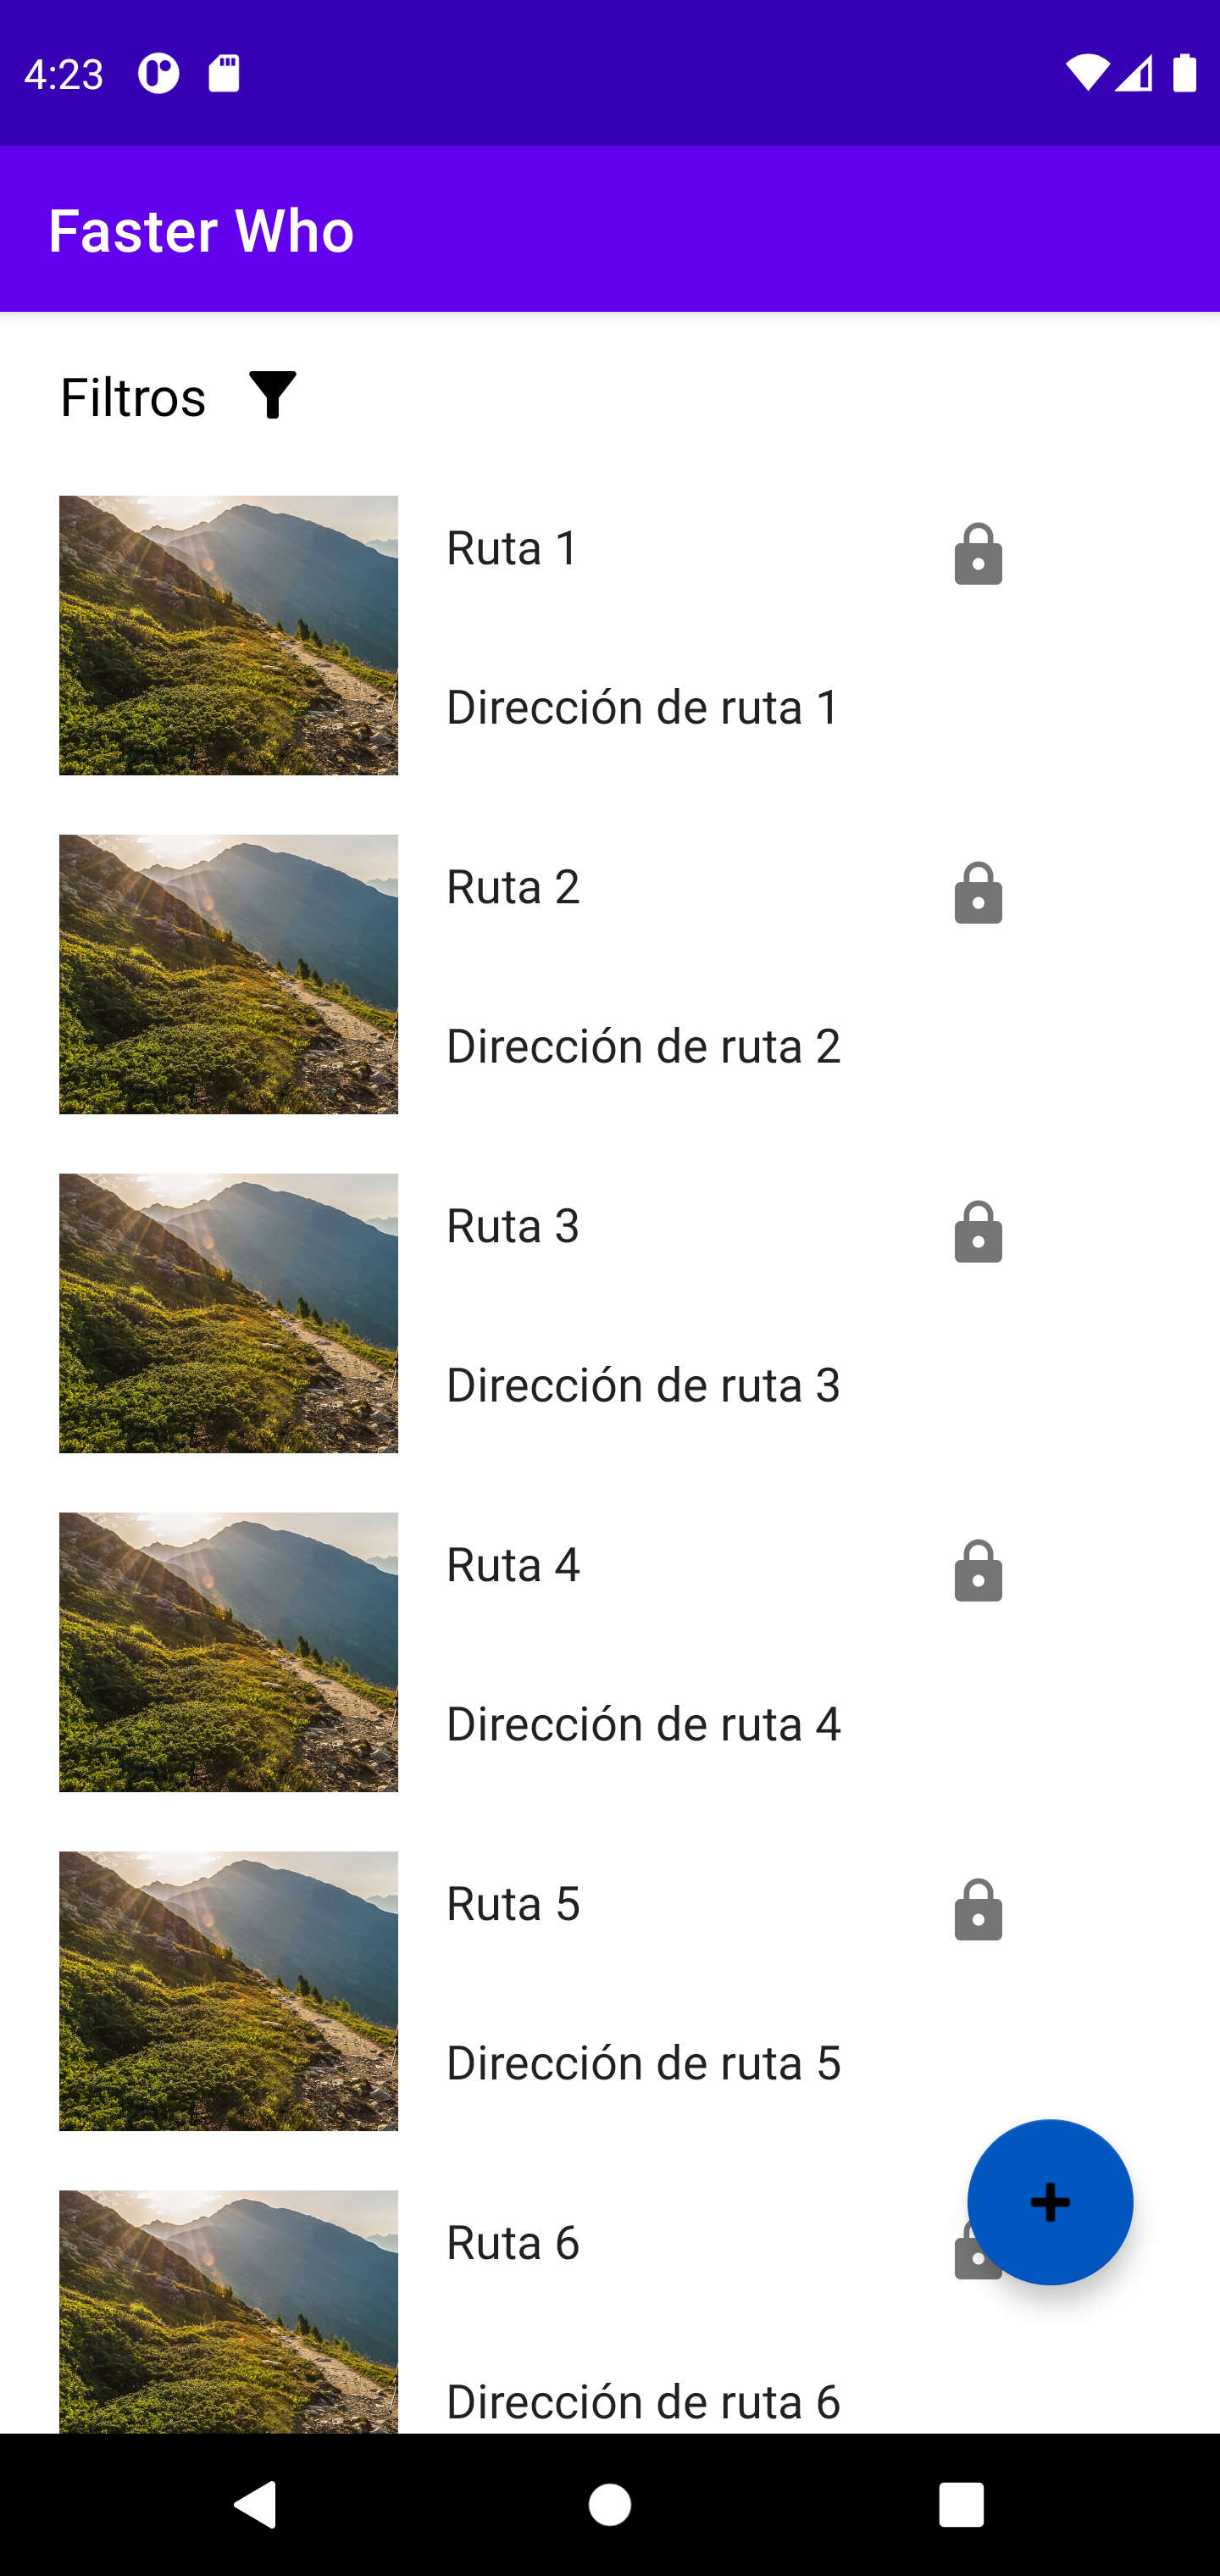 4:23
Faster Who
Filtros
Ruta 1
Dirección de ruta 1
Ruta 2
Dirección de ruta 2
Ruta 3
Dirección de ruta 3
Ruta 4
Dirección de ruta 4
Ruta 5
Dirección de ruta 5
Ruta 6
Dirección de ruta 6